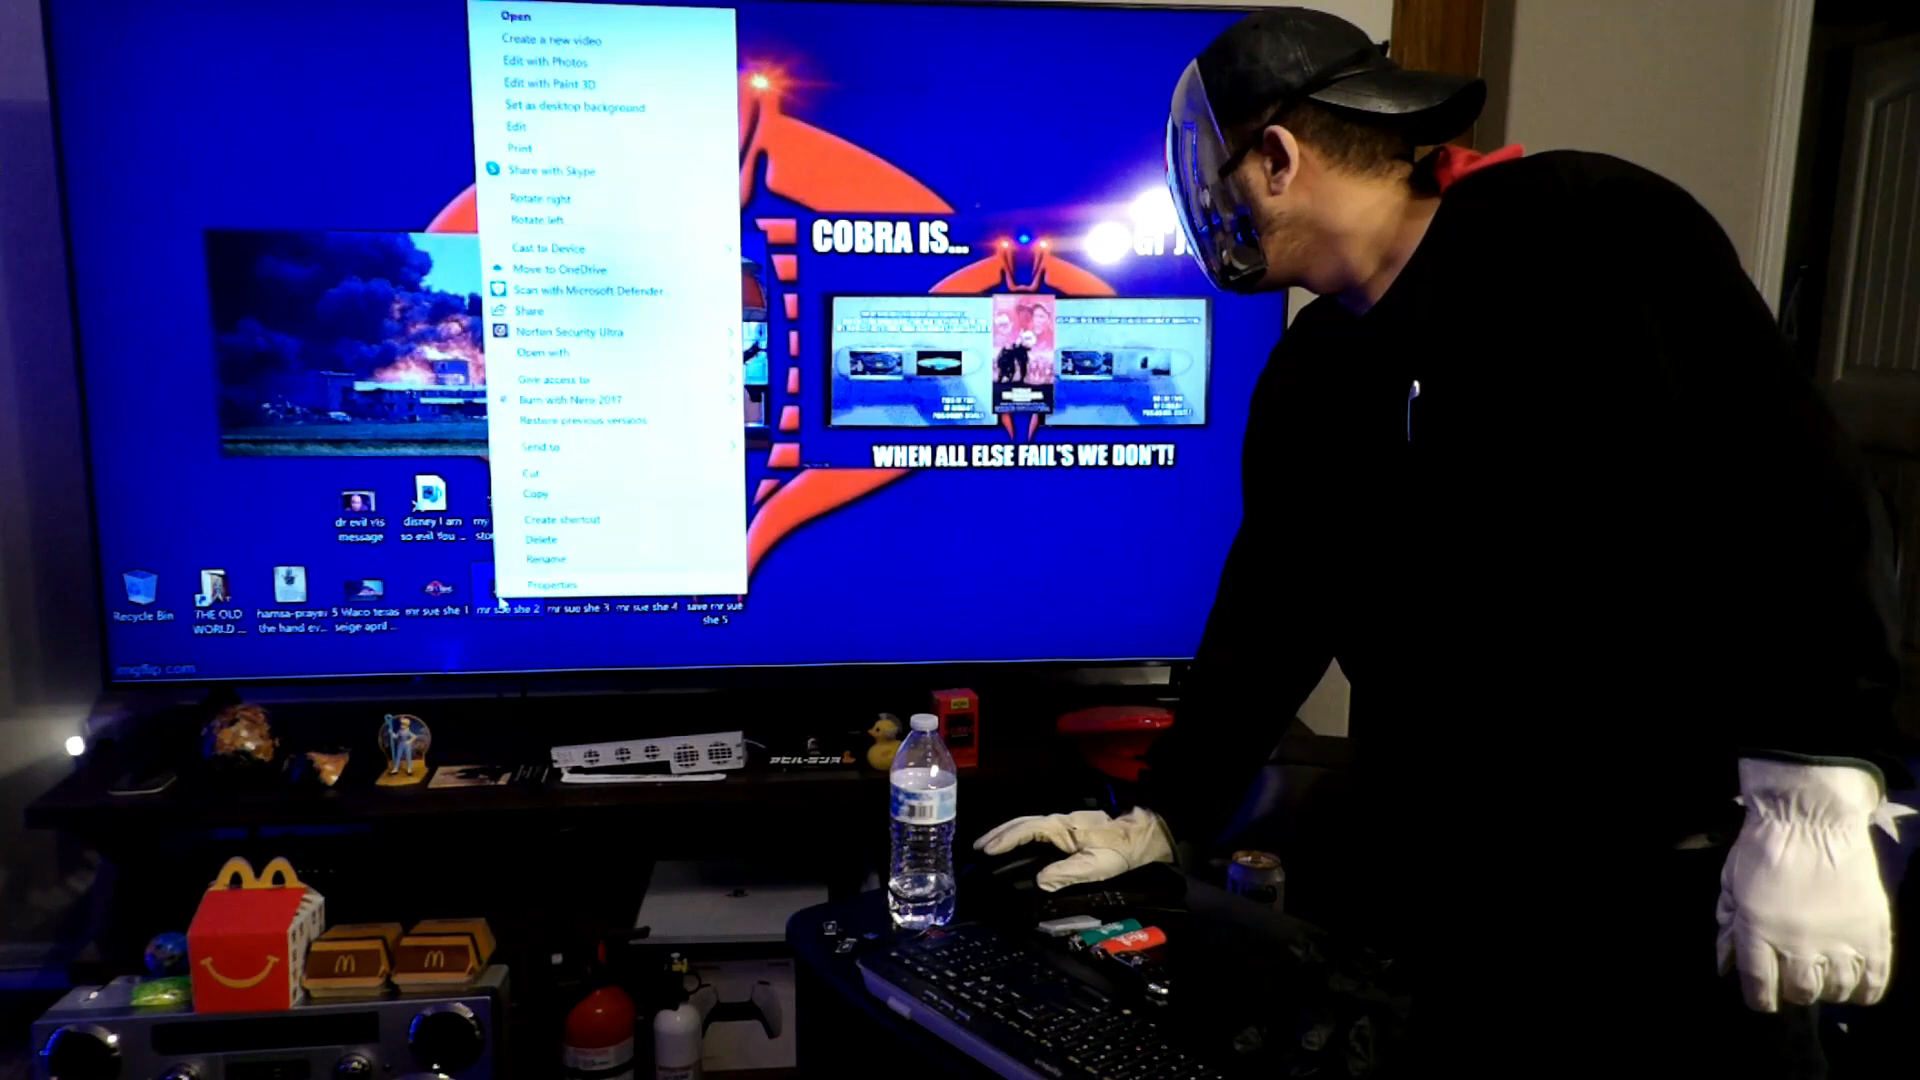 Open
Create a new video
Edit with Photos
Edit with Paint 3D
Set as desktop background
Edit
Print
Share with Skype
Rotate right
Rotate left
Cast to Device
Move to OneDrive
Scan with Microsoft Defender...
Share
Norton Security Ultra
Open with
Give access to
Burn with Nero 2017
Restore previous versions
Send to
Cut
Copy
Create shortcut
Delete
Rename
Properties
COBRA IS...
WHEN ALL ELSE FAIL'S WE DON'T!
dr evil vis
message
disney I am
so evil You ...
my
Recycle Bin
THE OLD
WORLD ...
hamsa-prayer
the hand ev...
5 Waco texas
seige april ...
mr sue she 1
mr sue she 2
mr sue she 3
mr sue she 4
save mr sue
she 5
imgflip.com